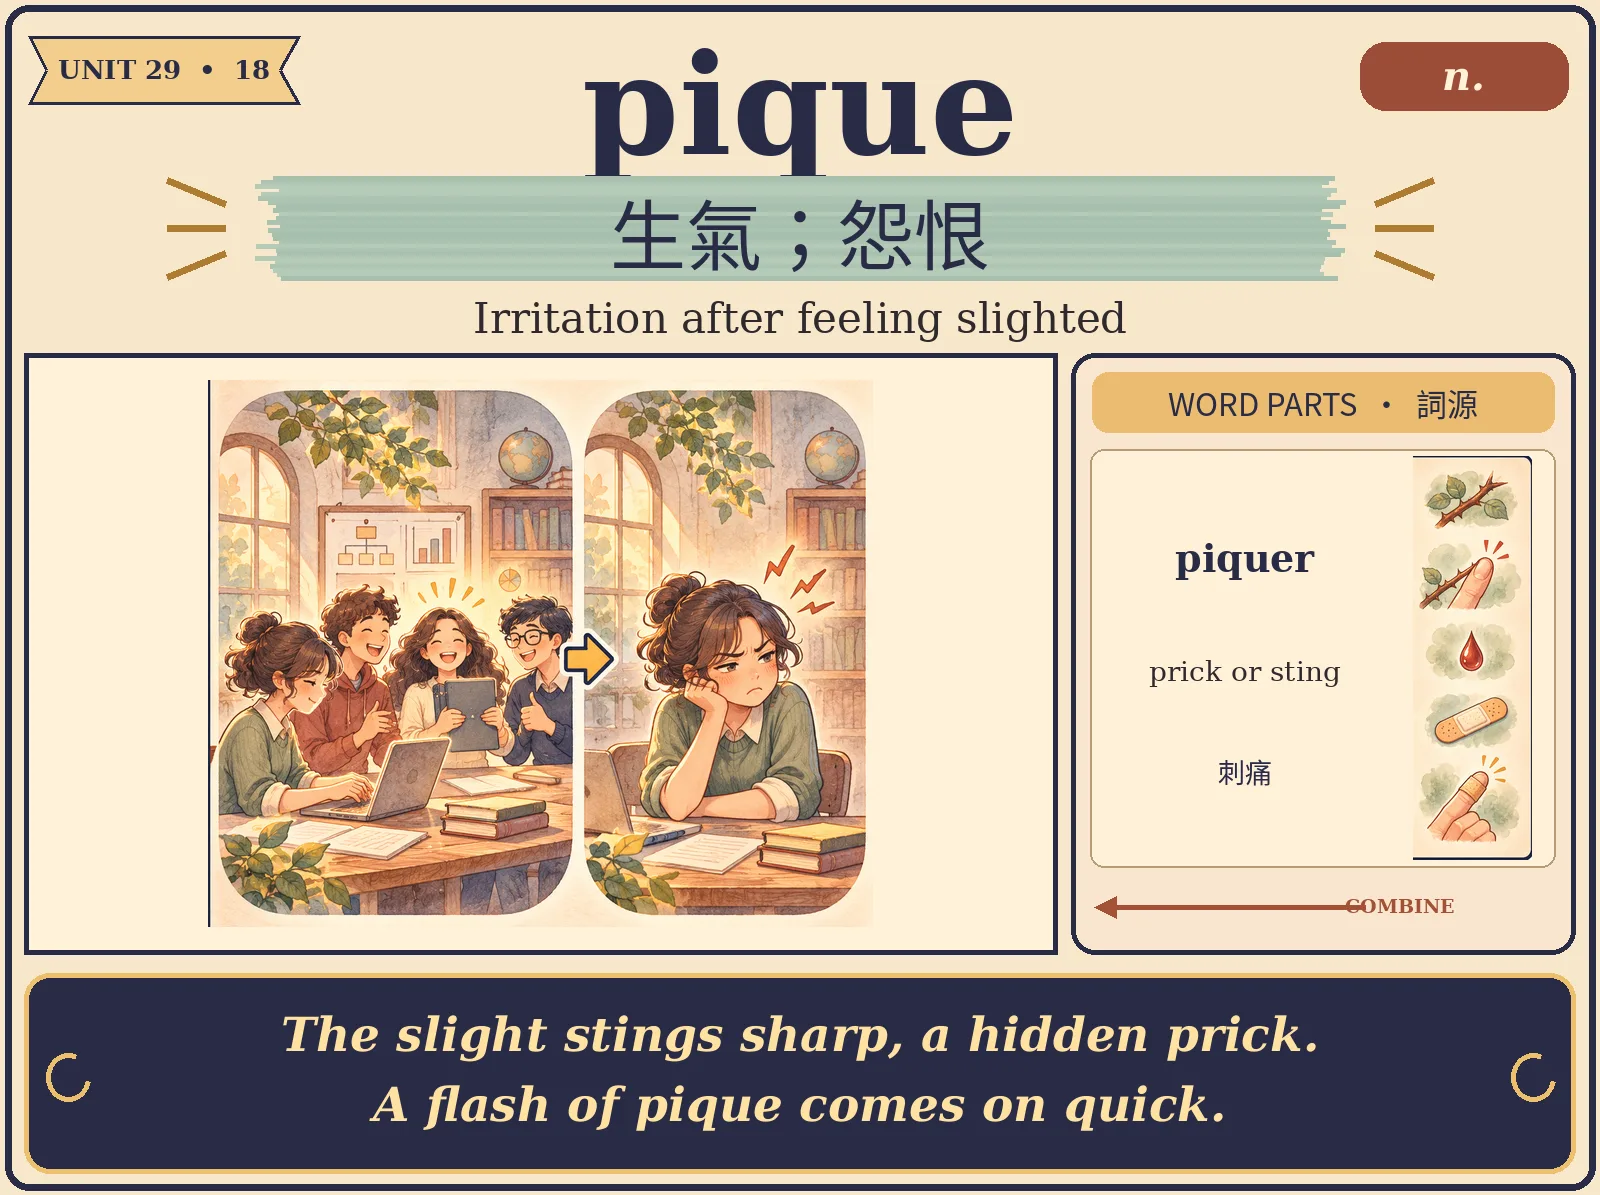 UNIT 29 • 18
pique
n.
生氣；怨恨
Irritation after feeling slighted
WORD PARTS • 詞源
piquer
prick or sting
刺痛
COMBINE
The slight stings sharp, a hidden prick.
A flash of pique comes on quick.